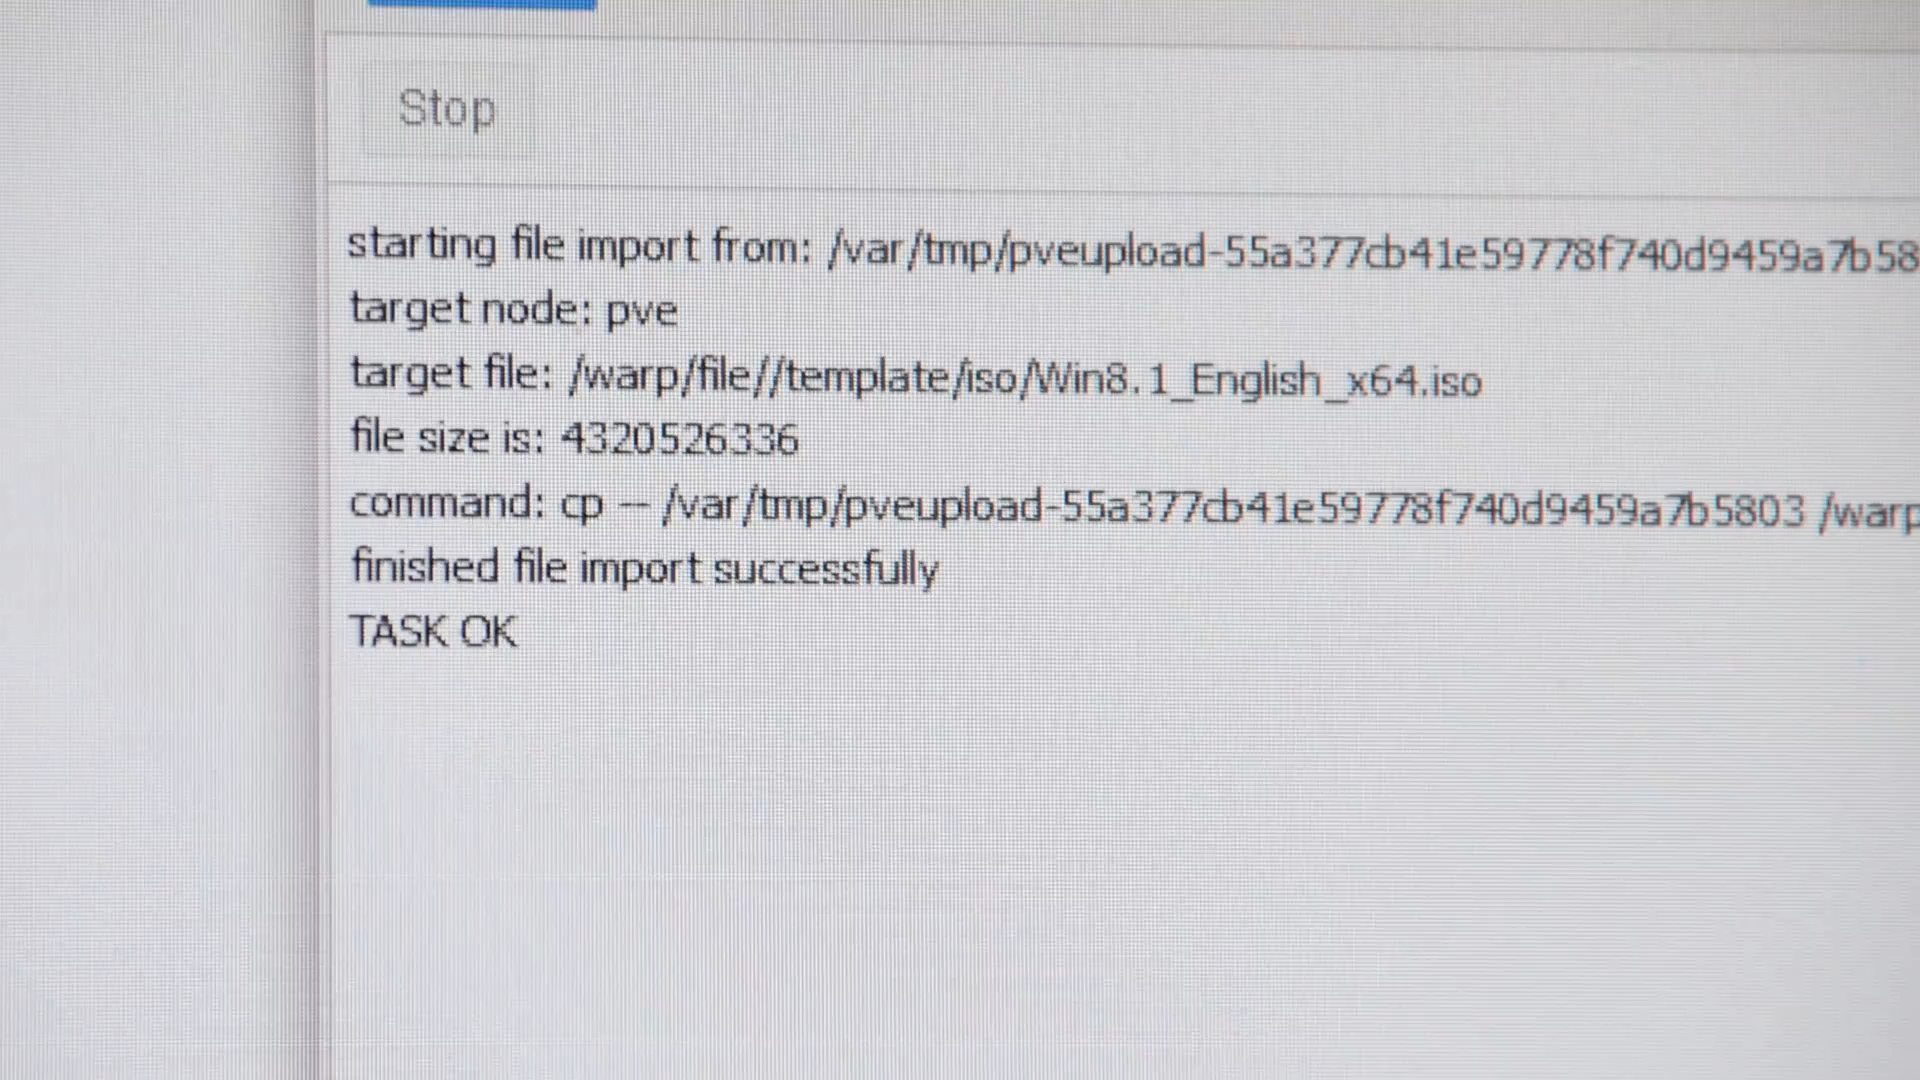 Stop
starting file import from: /var/tmp/pveupload-55a377cb41e59778f740d9459a7b58
target node: pve
target file: /warp/file//template/iso/Win8.1_English_x64.iso
file size is: 4320526336
command: cp -- /var/tmp/pveupload-55a377cb41e59778f740d9459a7b5803 /warp
finished file import successfully
TASK OK